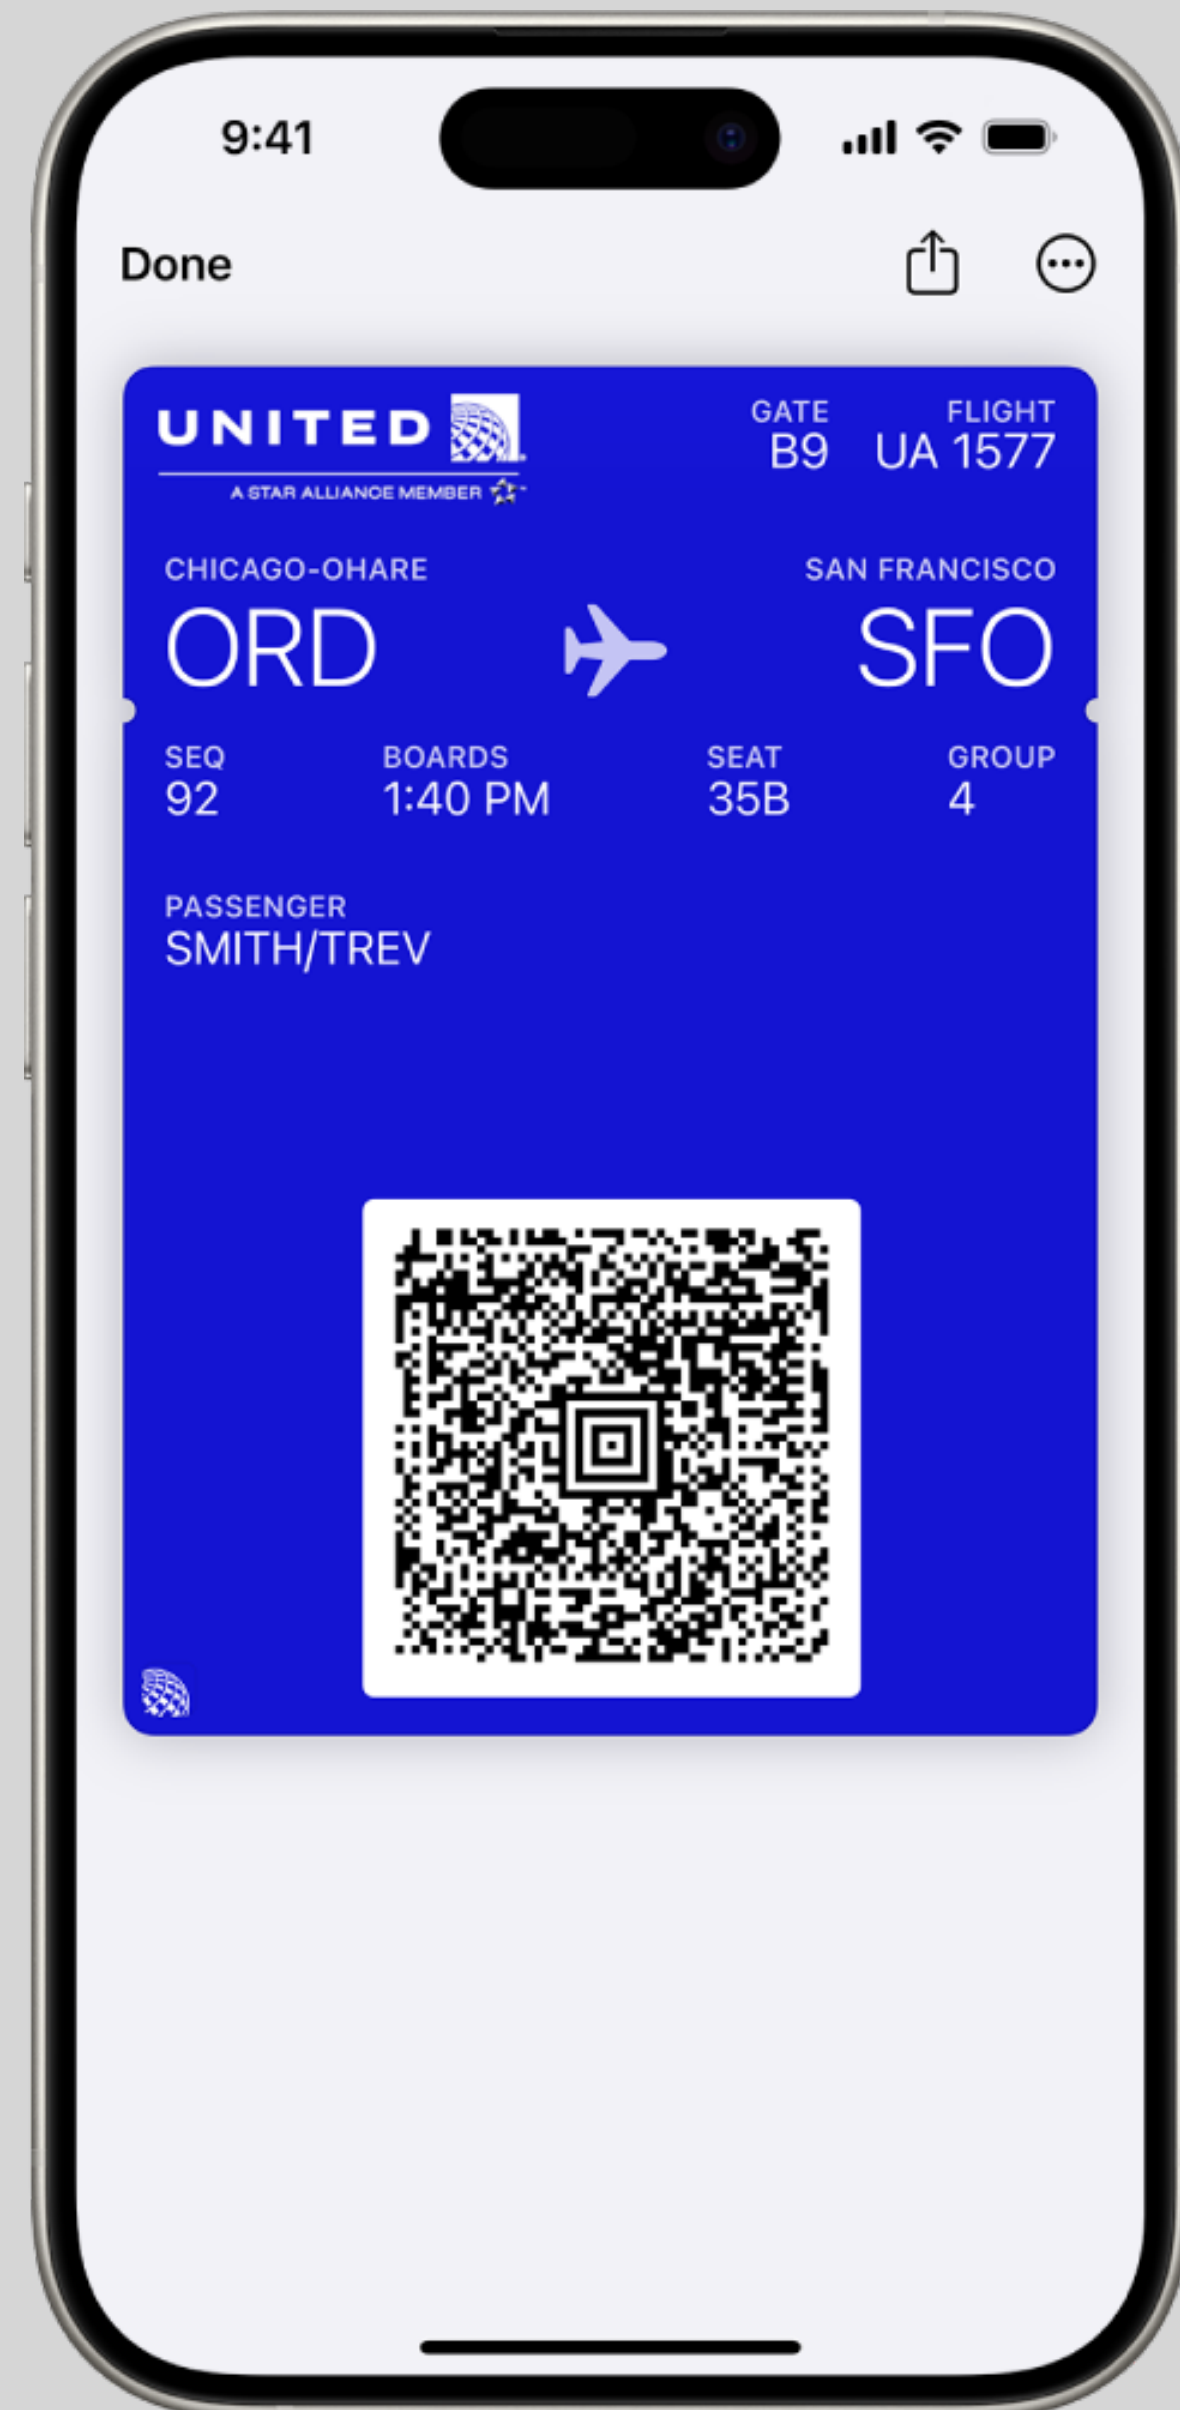 9:41
Done
UNITED
A STAR ALLIANCE MEMBER
GATE FLIGHT
B9 UA 1577
CHICAGO-OHARE SAN FRANCISCO
ORD SFO
SEQ BOARDS SEAT GROUP
92 1:40 PM 35B 4
PASSENGER
SMITH/TREV